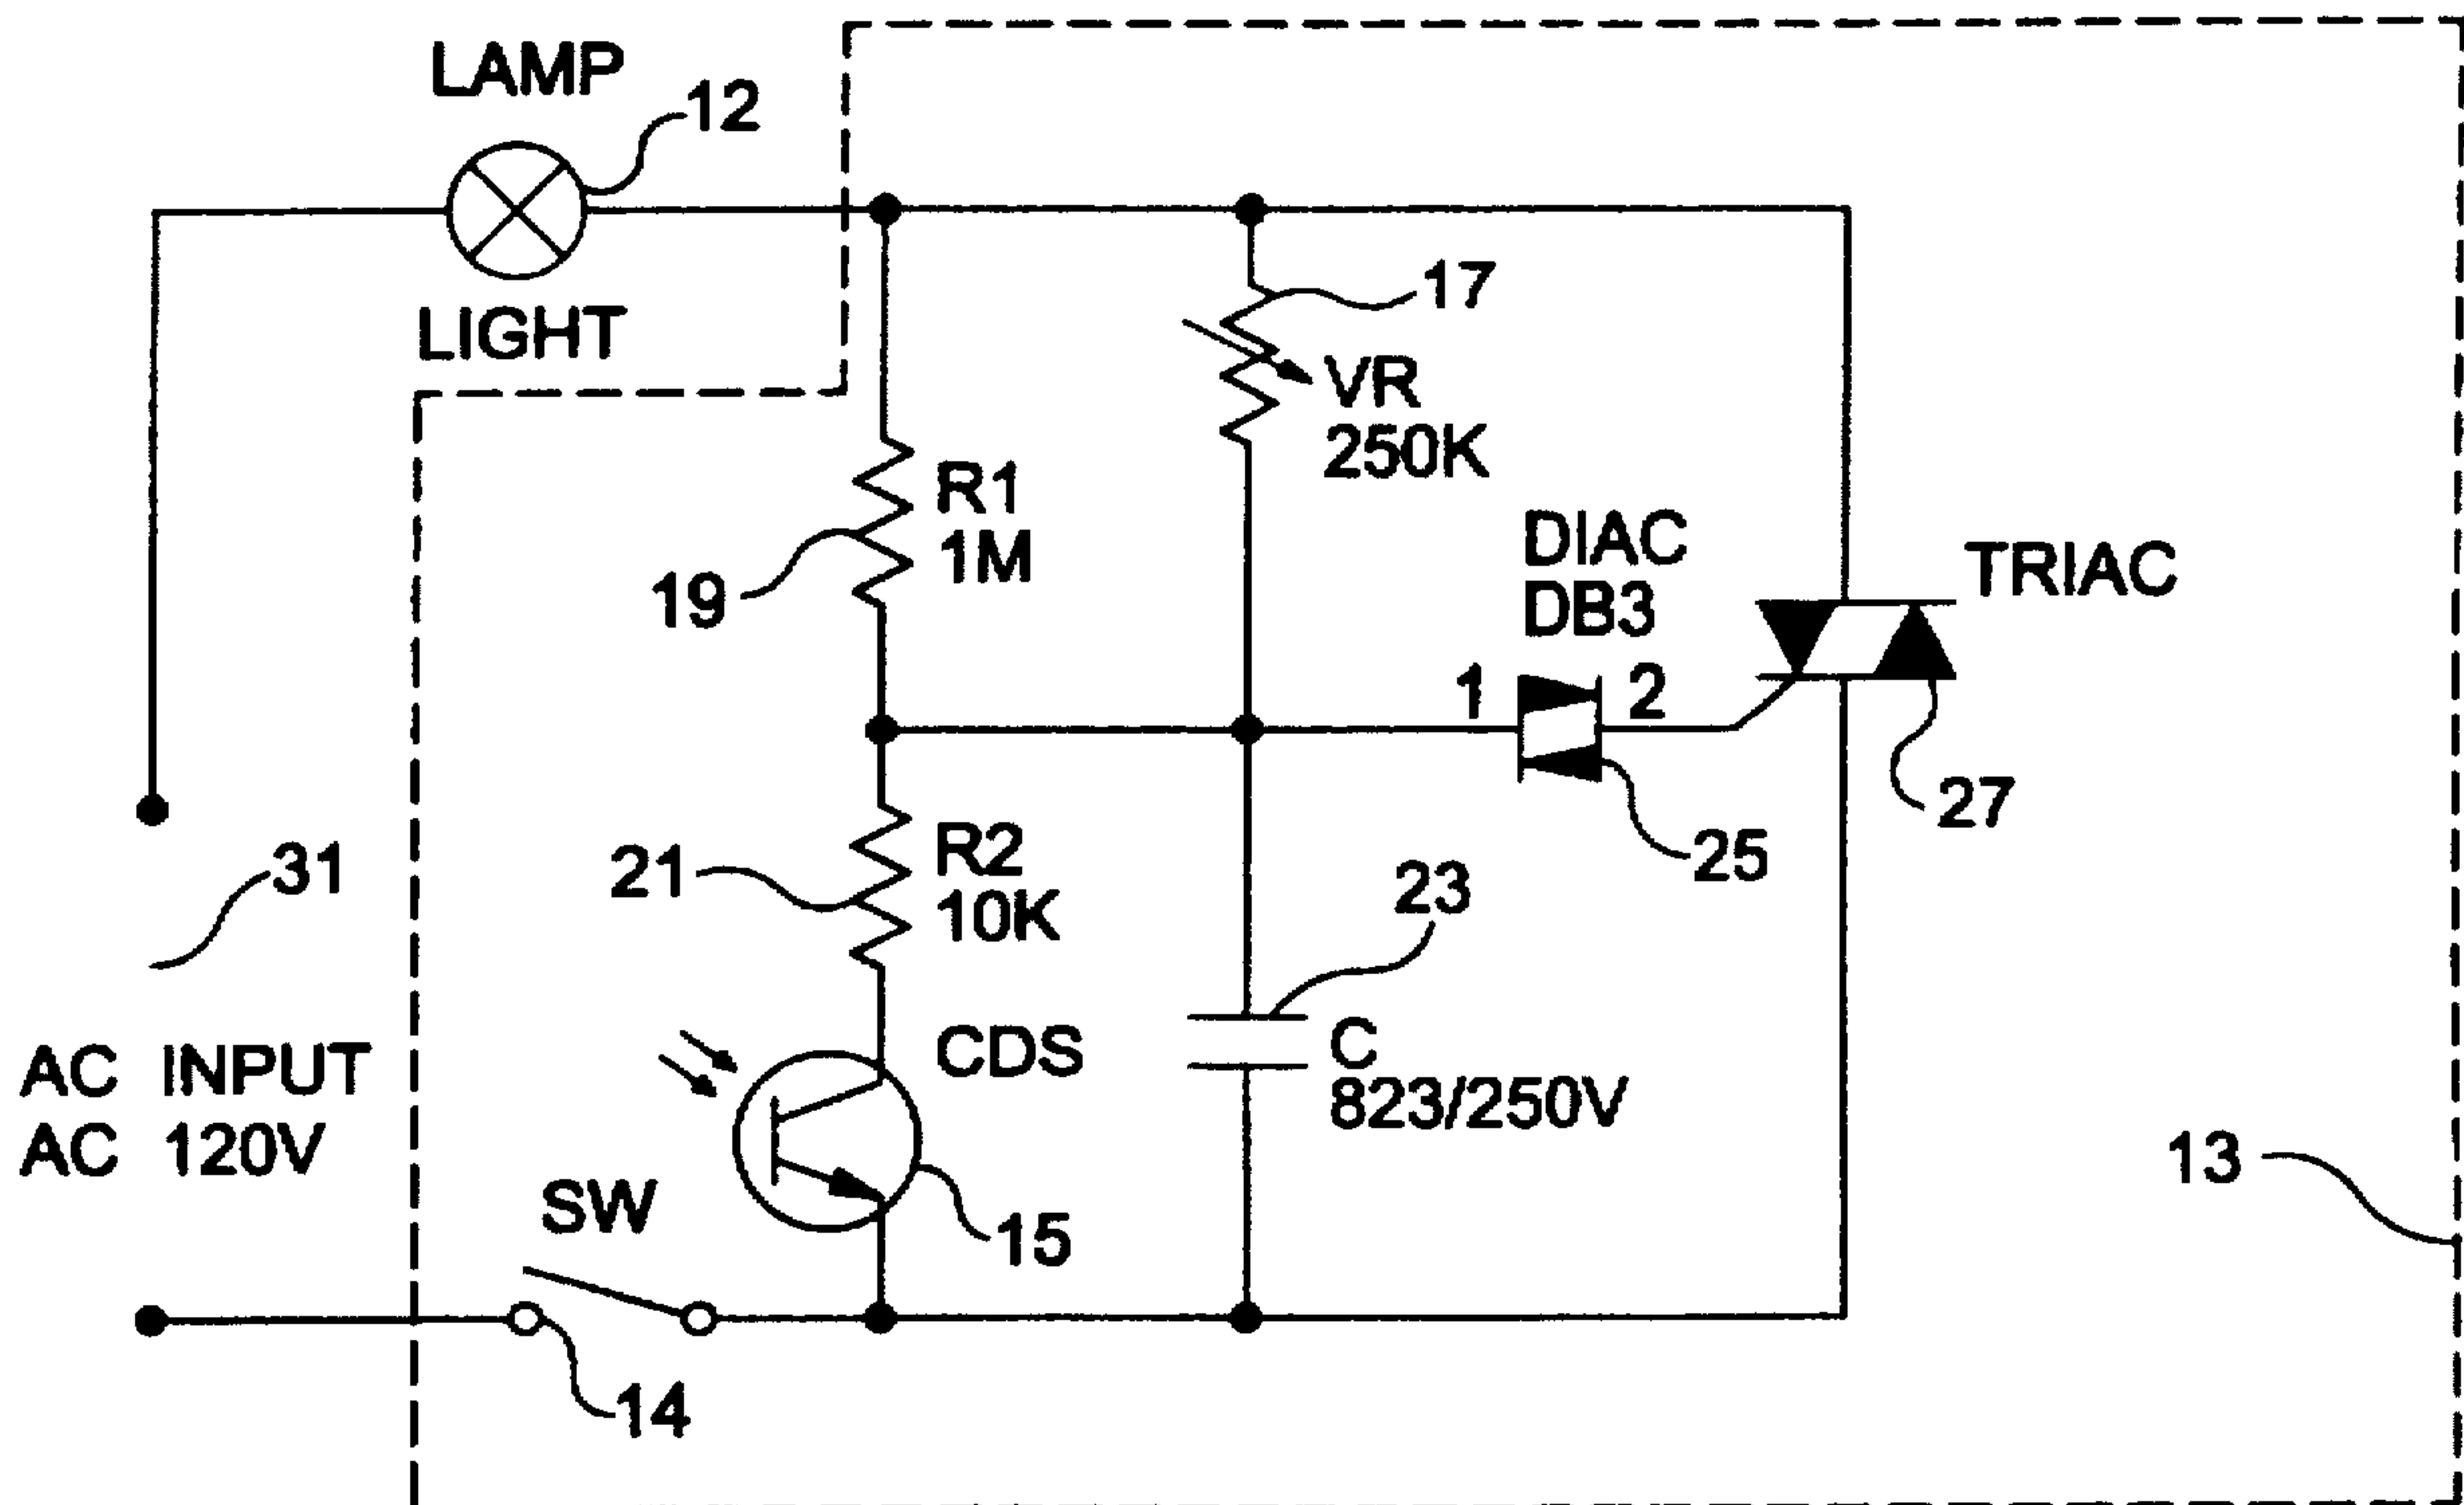 LAMP
12
LIGHT
17
VR
250K
R1
1M
19
DIAC
DB3
TRIAC
1
2
27
25
31
21
R2
10K
23
CDS
C
823/250V
AC INPUT
AC 120V
SW
15
13
14